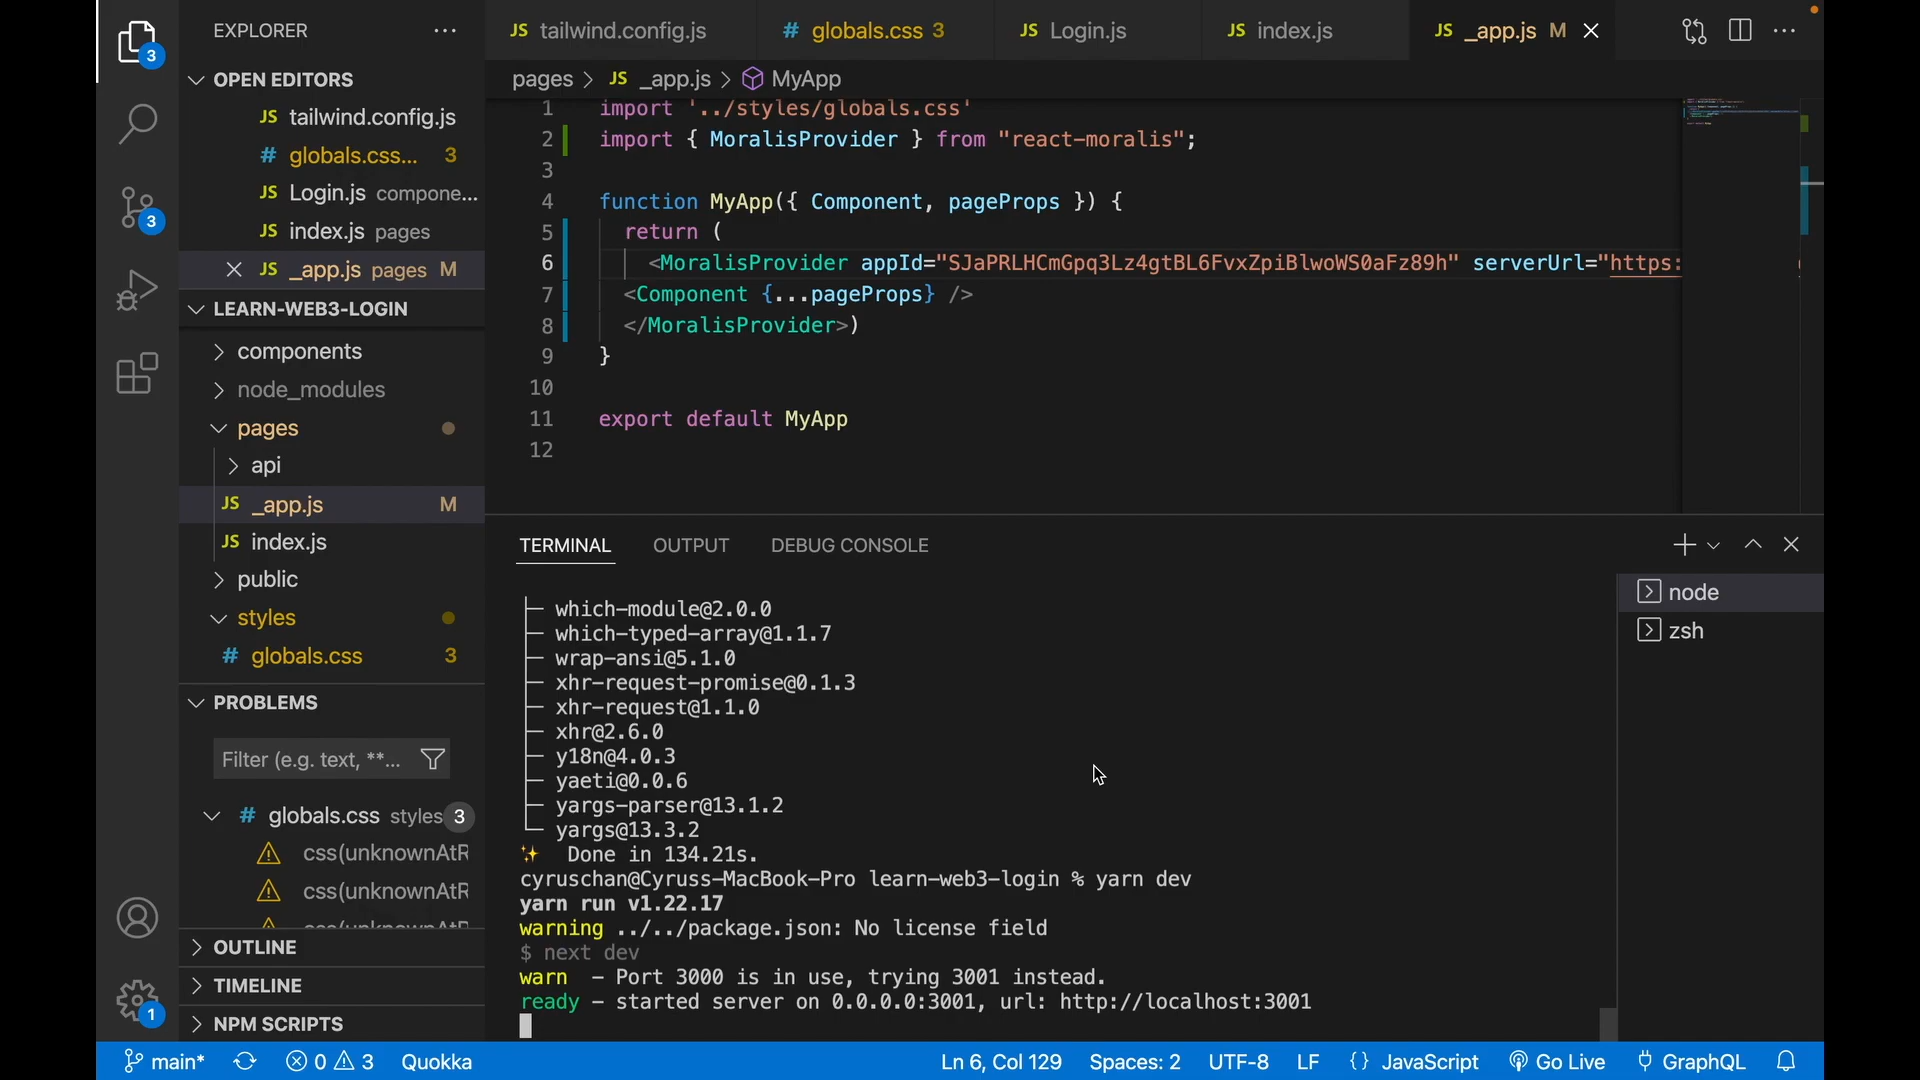 EXPLORER
OPEN EDITORS
JS tailwind.config.js
# globals.css... 3
JS Login.js compone...
JS index.js pages
JS _app.js pages M
LEARN-WEB3-LOGIN
components
node_modules
pages
api
JS _app.js M
JS index.js
public
styles
# globals.css 3
PROBLEMS
Filter (e.g. text, **...
# globals.css styles 3
css(unknownAtR
css(unknownAtR
css(unknownAtR
OUTLINE
TIMELINE
NPM SCRIPTS
3
3
1
JS tailwind.config.js
# globals.css 3
JS Login.js
JS index.js
JS _app.js M
pages > JS _app.js > MyApp
1 import '../styles/globals.css'
2 import { MoralisProvider } from "react-moralis";
3
4 function MyApp({ Component, pageProps }) {
5 return (
6 <MoralisProvider appId="SJaPRLHCmGpq3Lz4gtBL6FvxZpiBlwoWS0aFz89h" serverUrl="https:
7 <Component {...pageProps} />
8 </MoralisProvider>)
9 }
10
11 export default MyApp
12
TERMINAL OUTPUT DEBUG CONSOLE
which-module@2.0.0
which-typed-array@1.1.7
wrap-ansi@5.1.0
xhr-request-promise@0.1.3
xhr-request@1.1.0
xhr@2.6.0
y18n@4.0.3
yaeti@0.0.6
yargs-parser@13.1.2
yargs@13.3.2
✨ Done in 134.21s.
cyruschan@Cyruss-MacBook-Pro learn-web3-login % yarn dev
yarn run v1.22.17
warning ../../package.json: No license field
$ next dev
warn - Port 3000 is in use, trying 3001 instead.
ready - started server on 0.0.0.0:3001, url: http://localhost:3001
node
zsh
main* 0 3 Quokka Ln 6, Col 129 Spaces: 2 UTF-8 LF {} JavaScript Go Live GraphQL